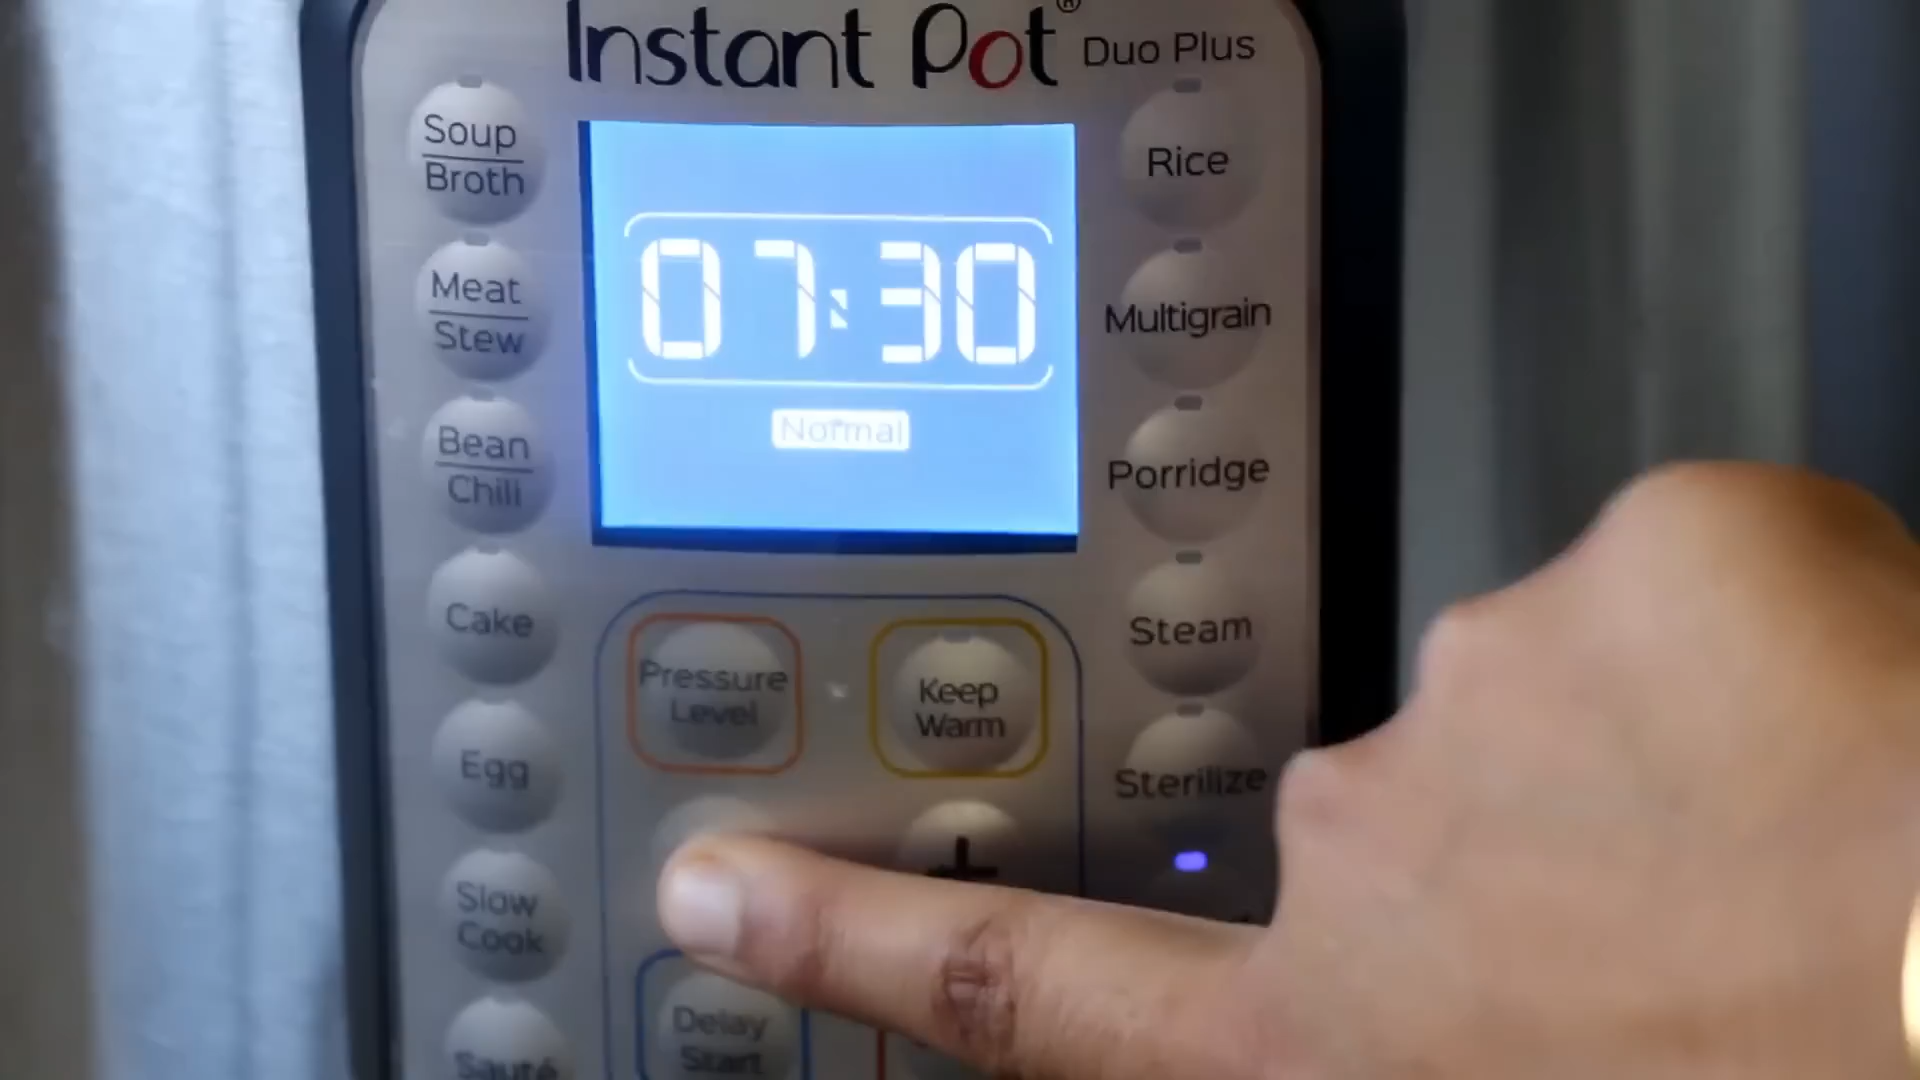 Instant Pot® Duo Plus
Soup
Broth
Rice
07:30
Meat
Stew
Multigrain
Normal
Bean
Chili
Porridge
Cake
Steam
Pressure
Level
Keep
Warm
Egg
Sterilize
+
Slow
Cook
Delay
Start
Sauté